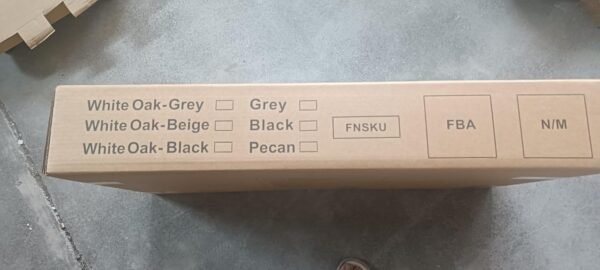 White Oak-Grey
White Oak-Beige
White Oak-Black
Grey
Black
Pecan
FNSKU
FBA
N/M